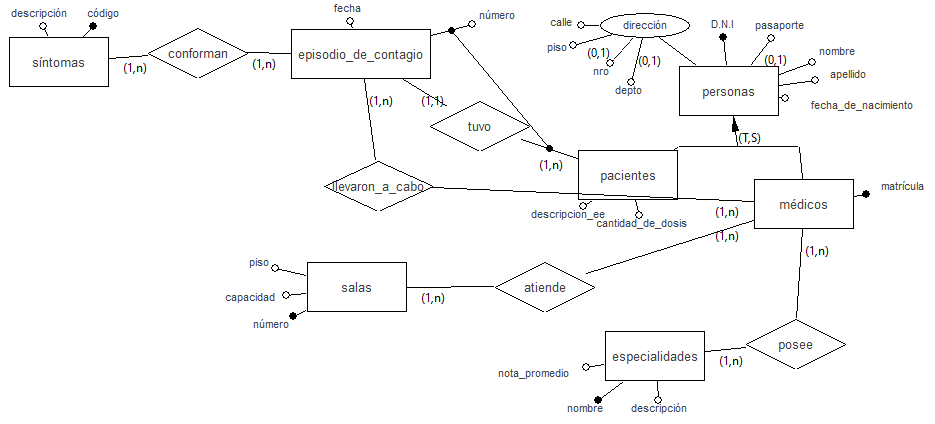 descripción
código
síntomas
(1,n)
conforman
(1,n)
fecha
episodio_de_contagio
número
(1,n)
(1,1)
tuvo
(1,n)
calle
piso
(0,1)
nro
dirección
(0,1)
depto
D.N.I
pasaporte
(0,1)
nombre
apellido
fecha_de_nacimiento
personas
(T,S)
pacientes
descripcion_ee
cantidad_de_dosis
llevaron_a_cabo
(1,n)
médicos
matrícula
(1,n)
(1,n)
piso
capacidad
número
salas
(1,n)
atiende
posee
especialidades
(1,n)
nota_promedio
nombre
descripción